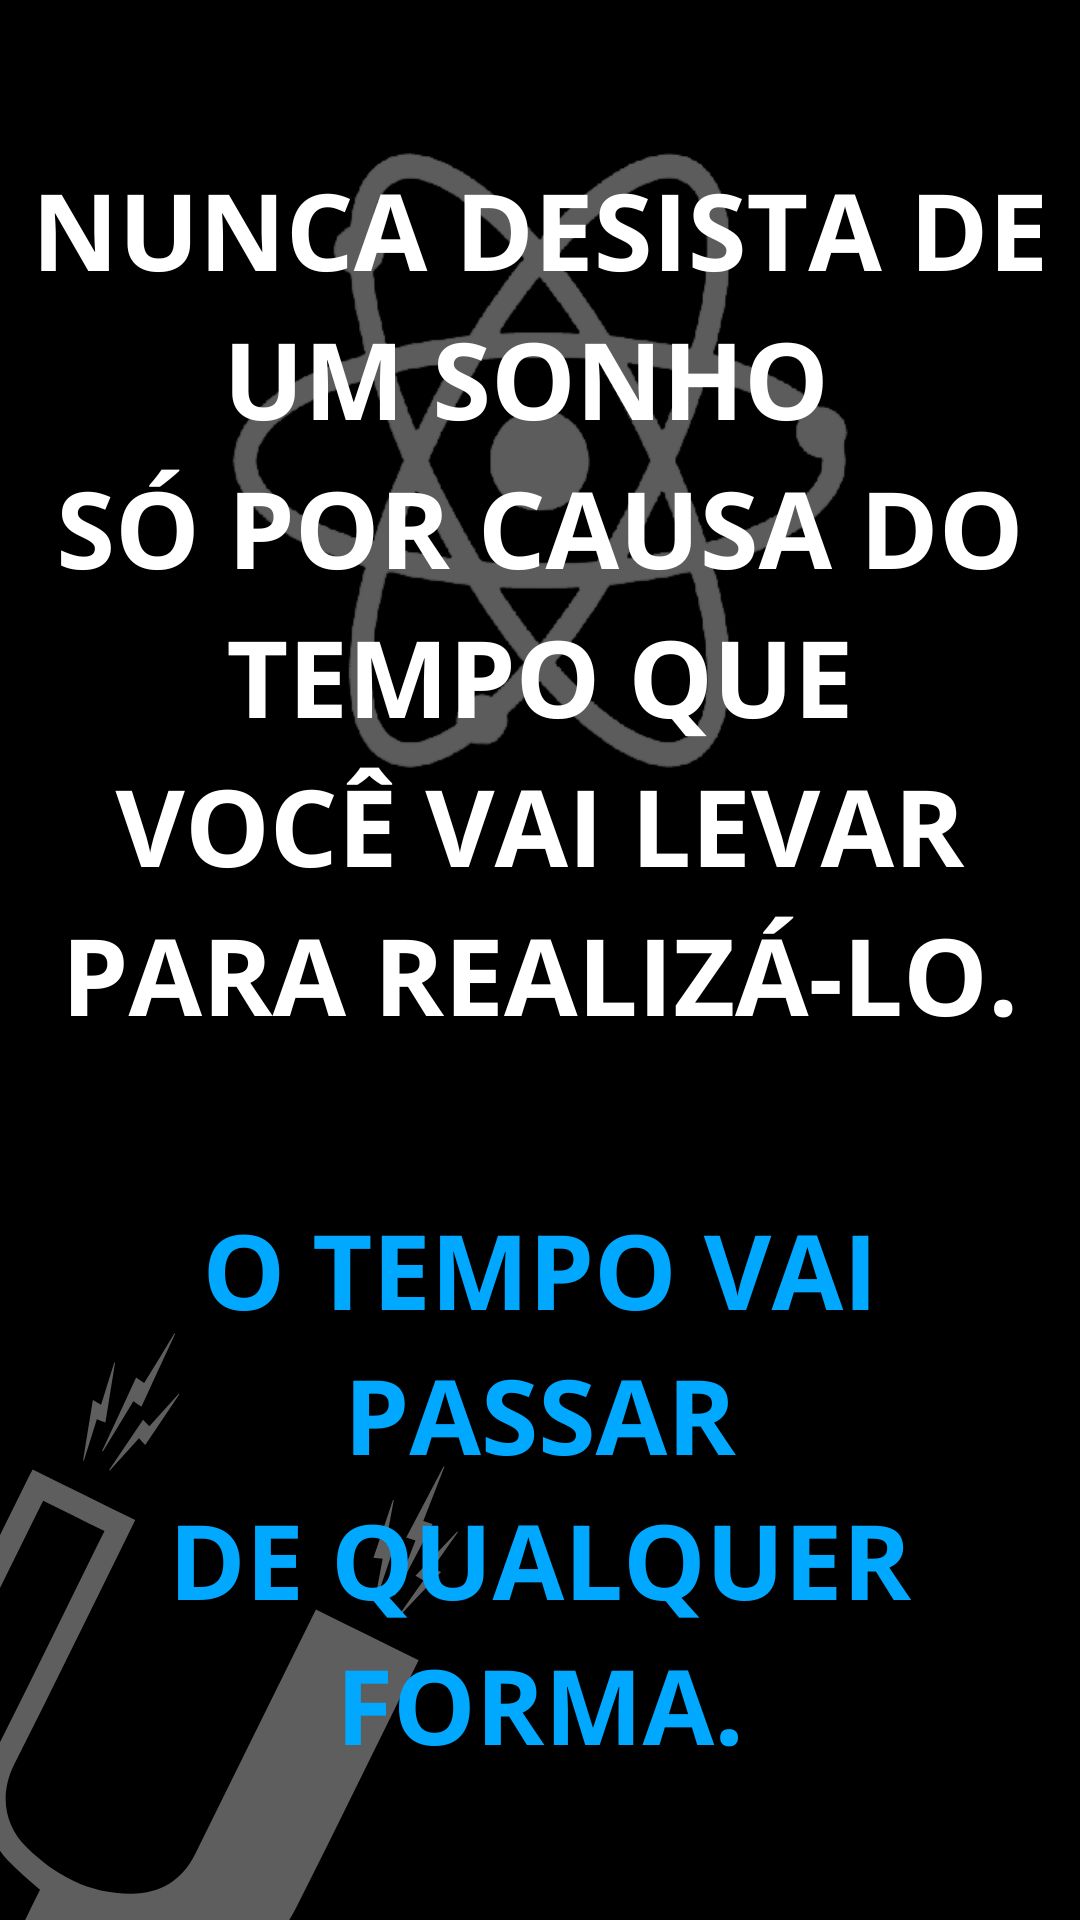 NUNCA DESISTA DE
UM SONHO
SÓ POR CAUSA DO
TEMPO QUE
VOCÊ VAI LEVAR
PARA REALIZÁ-LO.
O TEMPO VAI
PASSAR
DE QUALQUER
FORMA.